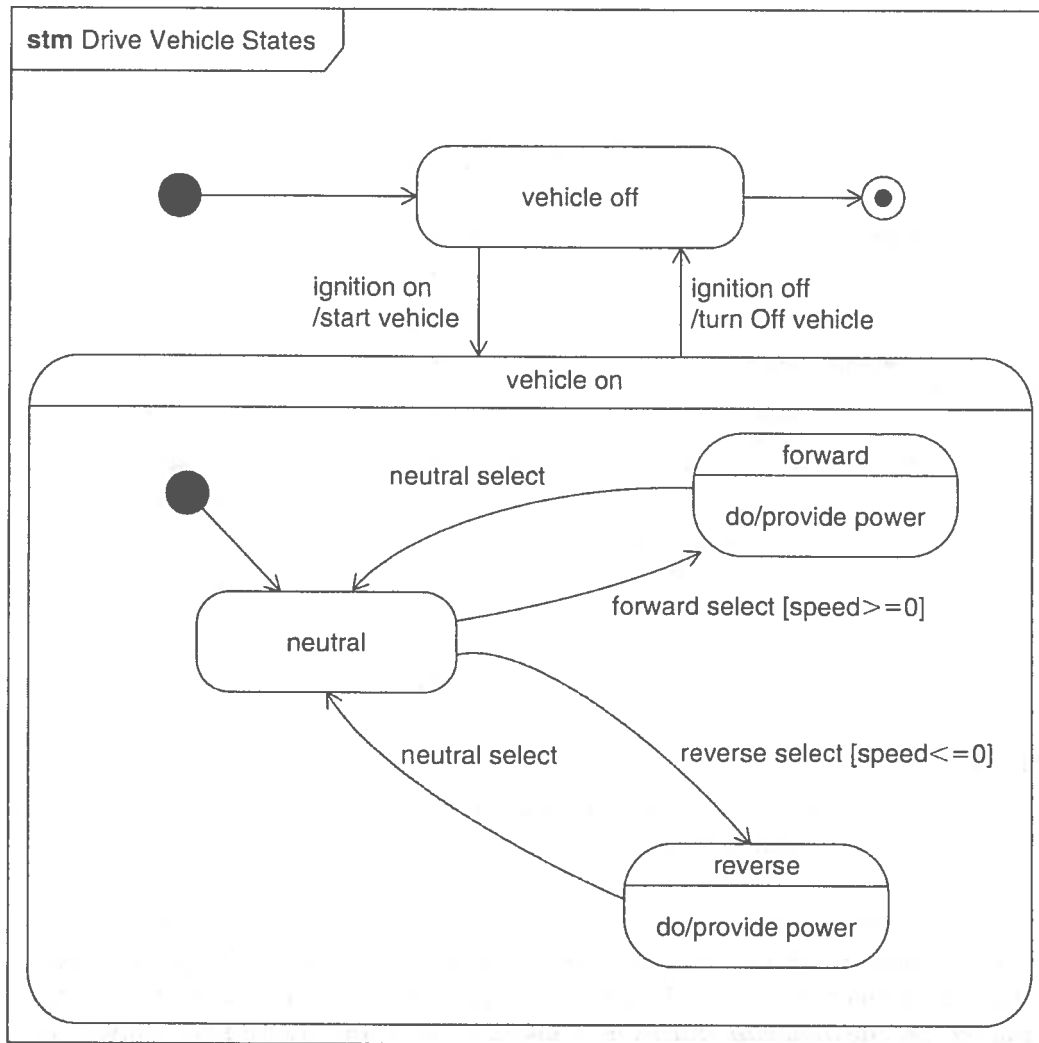 stm Drive Vehicle States
vehicle off
ignition on
/start vehicle
ignition off
/turn Off vehicle
vehicle on
forward
do/provide power
neutral select
forward select [speed>=0]
neutral
neutral select
reverse select [speed<=0]
reverse
do/provide power